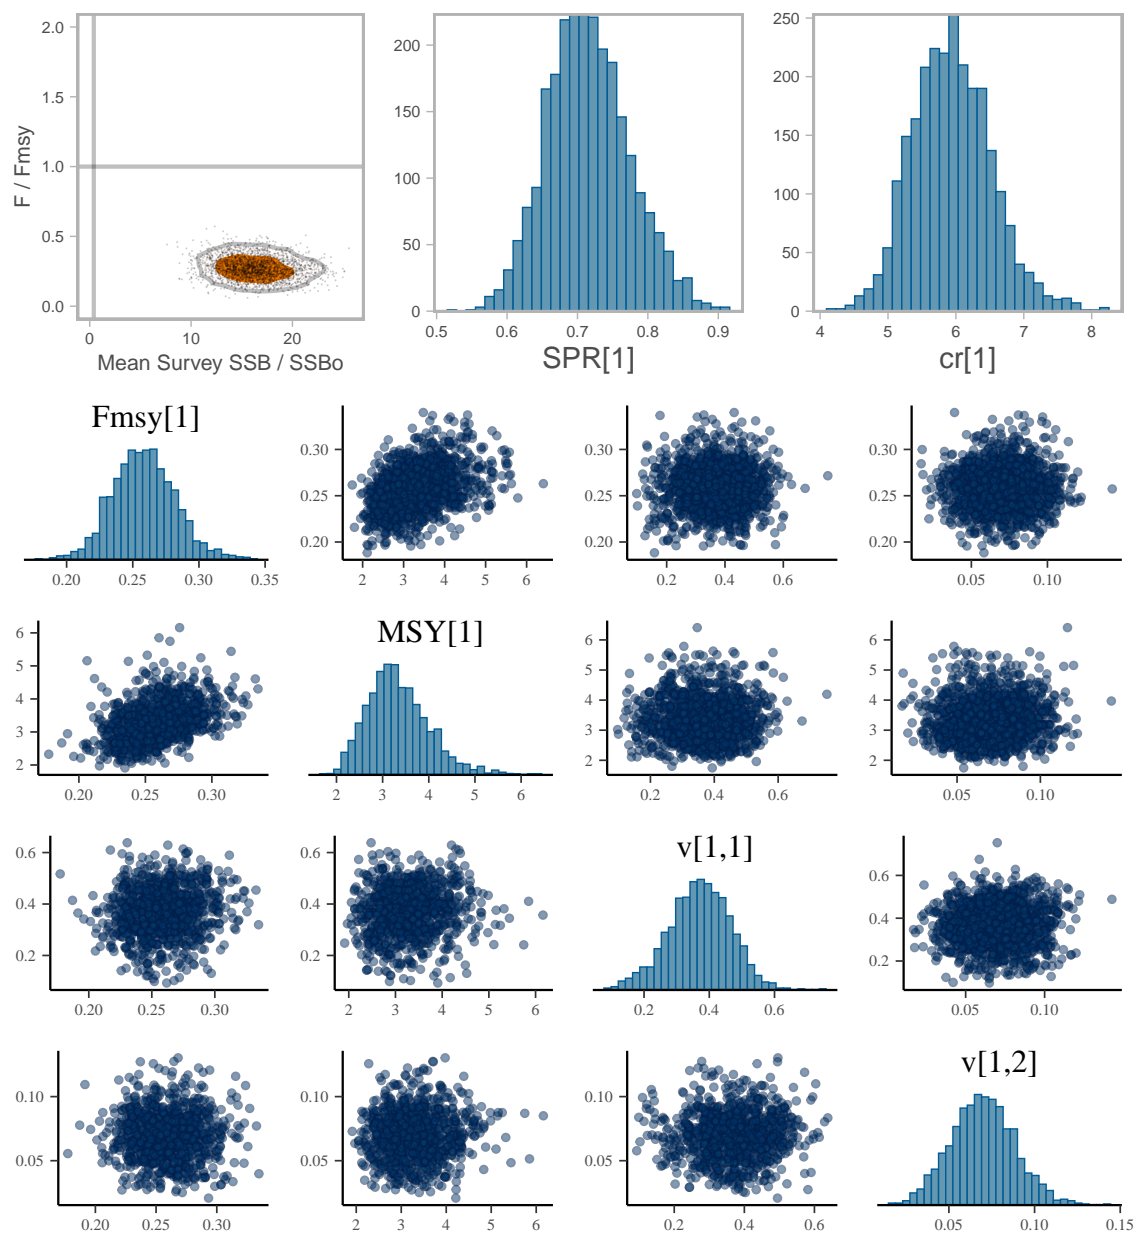 2.0
1.5
1.0
0.5
0.0
F / Fmsy
0 10 20
Mean Survey SSB / SSBo
200
150
100
50
0
0.5 0.6 0.7 0.8 0.9
SPR[1]
250
200
150
100
50
0
4 5 6 7 8
cr[1]
Fmsy[1]
0.20 0.25 0.30 0.35
0.30
0.25
0.20
2 3 4 5 6
0.30
0.25
0.20
0.2 0.4 0.6
0.30
0.25
0.20
0.05 0.10
6
5
4
3
2
0.20 0.25 0.30
MSY[1]
2 3 4 5 6
6
5
4
3
2
0.2 0.4 0.6
6
5
4
3
2
0.05 0.10
0.6
0.4
0.2
0.20 0.25 0.30
0.6
0.4
0.2
2 3 4 5 6
v[1,1]
0.2 0.4 0.6
0.6
0.4
0.2
0.05 0.10
0.10
0.05
0.20 0.25 0.30
0.10
0.05
2 3 4 5 6
0.10
0.05
0.2 0.4 0.6
v[1,2]
0.05 0.10 0.15